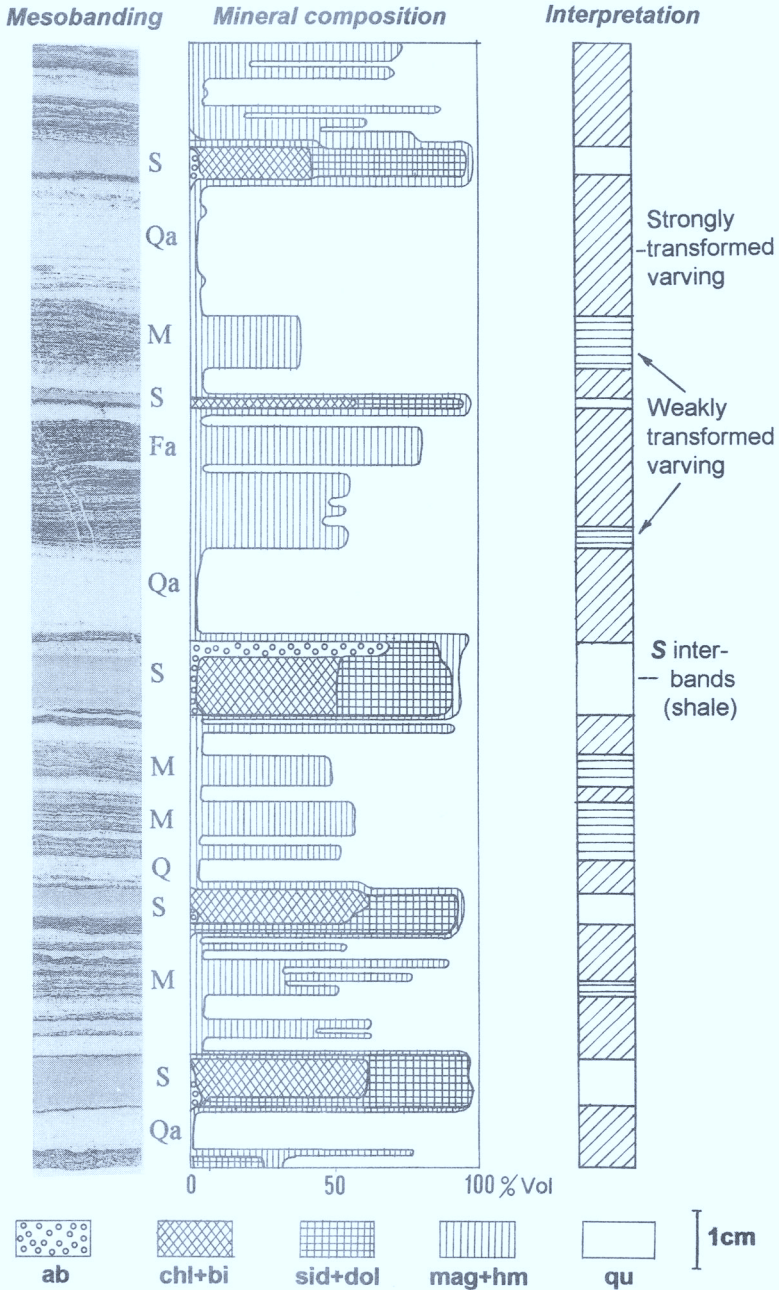 Mesobanding Mineral composition Interpretation
S
Qa
Strongly
-transformed
varving
M
S
Weakly
transformed
varving
Fa
Qa
S
S inter-
bands
(shale)
M
M
Q
S
M
S
Qa
0 50 100 % Vol
1cm
ab chl+bi sid+dol mag+hm qu